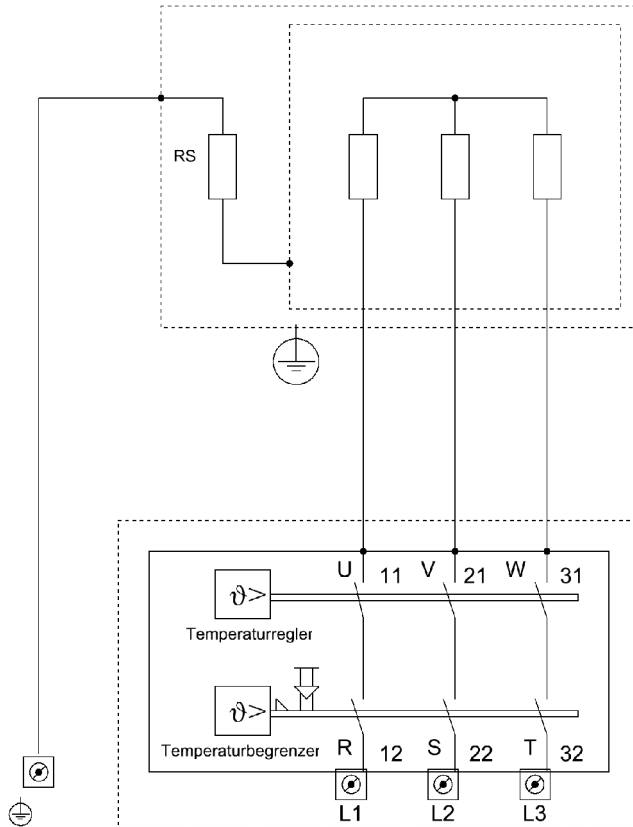 RS
U 11 V 21 W 31
ϑ>
Temperaturregler
ϑ>
Temperaturbegrenzer
R 12 S 22 T 32
L1 L2 L3